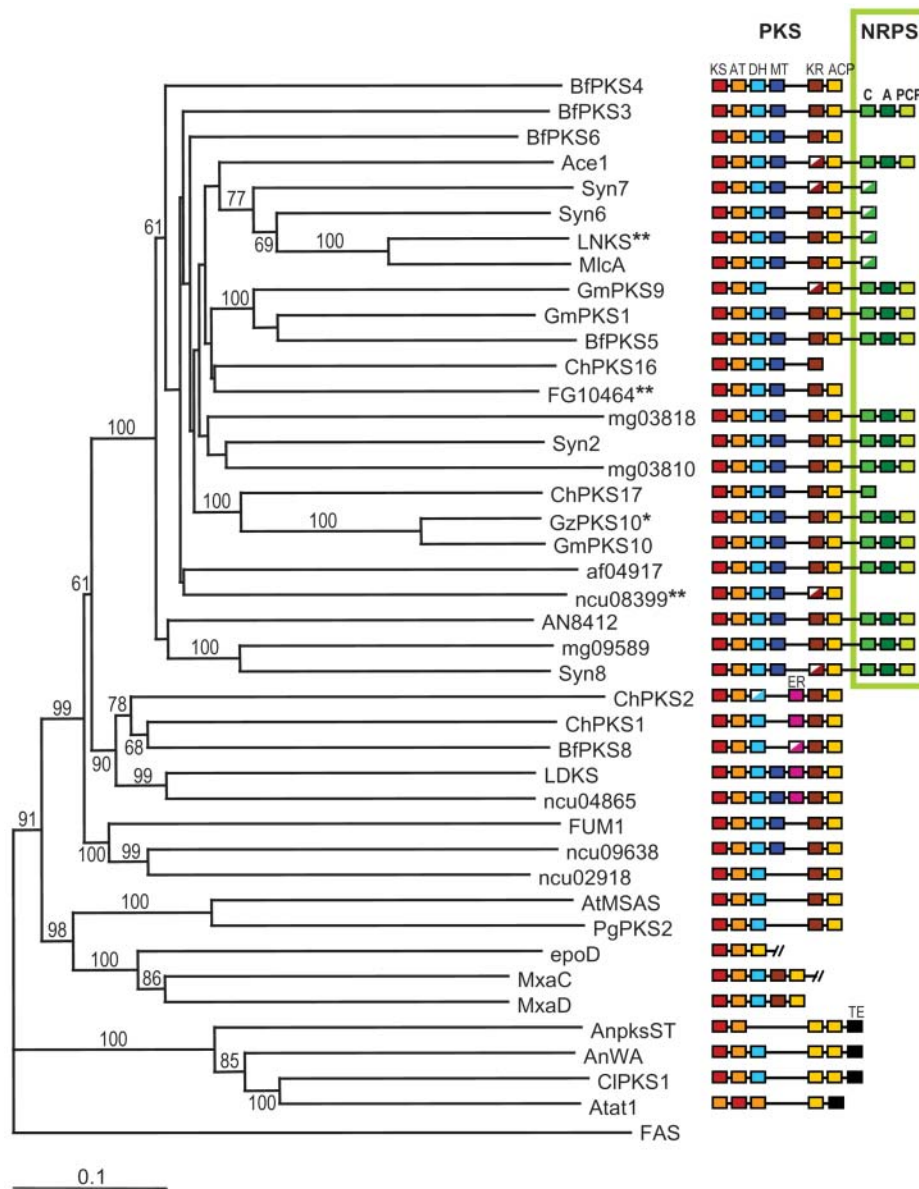 PKS NRPS
KS AT DH MT KR ACP
C A PCP
BfPKS4
BfPKS3
BfPKS6
Ace1
77
Syn7
61
Syn6
69
100
LNKS**
MlcA
GmPKS9
100
GmPKS1
BfPKS5
ChPKS16
FG10464**
mg03818
100
Syn2
mg03810
100
ChPKS17
100
GzPKS10*
GmPKS10
af04917
61
ncu08399**
AN8412
100
mg09589
Syn8
ER
78
ChPKS2
99
ChPKS1
68
BfPKS8
90
99
LDKS
ncu04865
91
FUM1
100
99
ncu09638
ncu02918
100
AtMSAS
98
PgPKS2
100
epoD
86
MxaC
MxaD
TE
100
AnpksST
85
AnWA
ClPKS1
100
Atat1
FAS
0.1